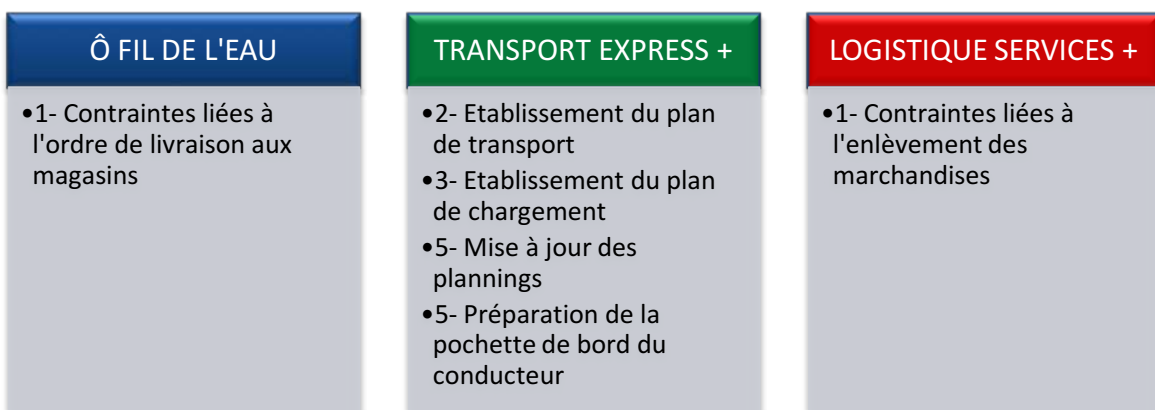 Ô FIL DE L'EAU
•1- Contraintes liées à
l'ordre de livraison aux
magasins
TRANSPORT EXPRESS +
•2- Etablissement du plan
de transport
•3- Etablissement du plan
de chargement
•5- Mise à jour des
plannings
•5- Préparation de la
pochette de bord du
conducteur
LOGISTIQUE SERVICES +
•1- Contraintes liées à
l'enlèvement des
marchandises